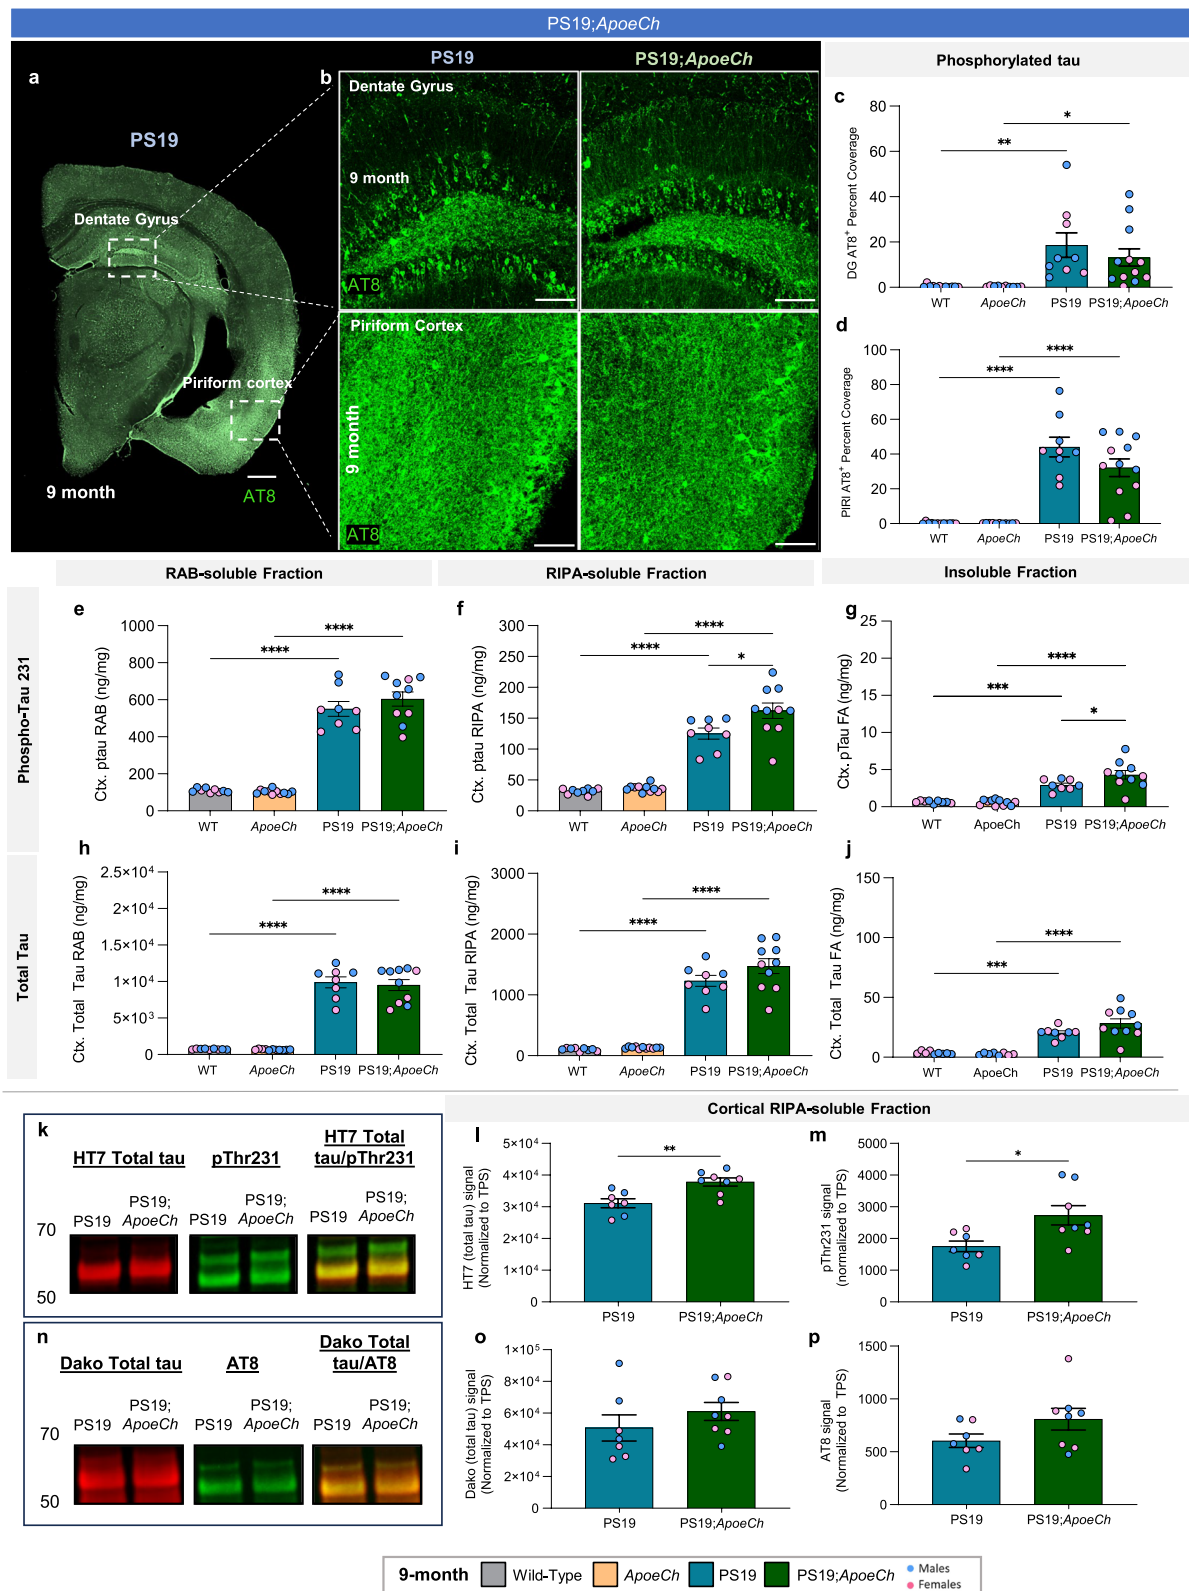 PS19;ApoeCh
a
PS19
Dentate Gyrus
Piriform cortex
9 month
AT8
b
PS19
PS19;ApoeCh
Dentate Gyrus
9 month
AT8
Piriform Cortex
9 month
AT8
Phosphorylated tau
c
DG AT8+ Percent Coverage
80
60
40
20
0
**
*
WT ApoeCh PS19 PS19;ApoeCh
d
PIRI AT8+ Percent Coverage
100
80
60
40
20
0
****
****
WT ApoeCh PS19 PS19;ApoeCh
RAB-soluble Fraction
RIPA-soluble Fraction
Insoluble Fraction
Phospho-Tau 231
e
Ctx. ptau RAB (ng/mg)
1000
800
600
400
200
0
****
****
WT ApoeCh PS19 PS19;ApoeCh
f
Ctx. ptau RIPA (ng/mg)
300
250
200
150
100
50
0
****
****
*
WT ApoeCh PS19 PS19;ApoeCh
g
Ctx. pTau FA (ng/mg)
25
20
15
10
5
0
****
***
*
WT ApoeCh PS19 PS19;ApoeCh
Total Tau
h
Ctx. Total Tau RAB (ng/mg)
2.5×10⁴
2×10⁴
1.5×10⁴
1×10⁴
5×10³
0
****
****
WT ApoeCh PS19 PS19;ApoeCh
i
Ctx. Total Tau RIPA (ng/mg)
3000
2000
1000
0
****
****
WT ApoeCh PS19 PS19;ApoeCh
j
Ctx. Total Tau FA (ng/mg)
150
100
50
0
****
***
WT ApoeCh PS19 PS19;ApoeCh
k
HT7 Total tau
pThr231
HT7 Total
tau/pThr231
PS19 PS19;
ApoeCh
PS19 PS19;
ApoeCh
PS19 PS19;
ApoeCh
70
50
Cortical RIPA-soluble Fraction
l
HT7 (total tau) signal
(Normalized to TPS)
5×10⁴
4×10⁴
3×10⁴
2×10⁴
1×10⁴
0
**
PS19 PS19;ApoeCh
m
pThr231 signal
(normalized to TPS)
5000
4000
3000
2000
1000
0
*
PS19 PS19;ApoeCh
n
Dako Total tau
AT8
Dako Total
tau/AT8
PS19 PS19;
ApoeCh
PS19 PS19;
ApoeCh
PS19 PS19;
ApoeCh
70
50
o
Dako (total tau) signal
(Normalized to TPS)
1×10⁵
8×10⁴
6×10⁴
4×10⁴
2×10⁴
0
PS19 PS19;ApoeCh
p
AT8 signal
(Normalized to TPS)
1500
1000
500
0
PS19 PS19;ApoeCh
9-month Wild-Type ApoeCh PS19 PS19;ApoeCh
Males
Females